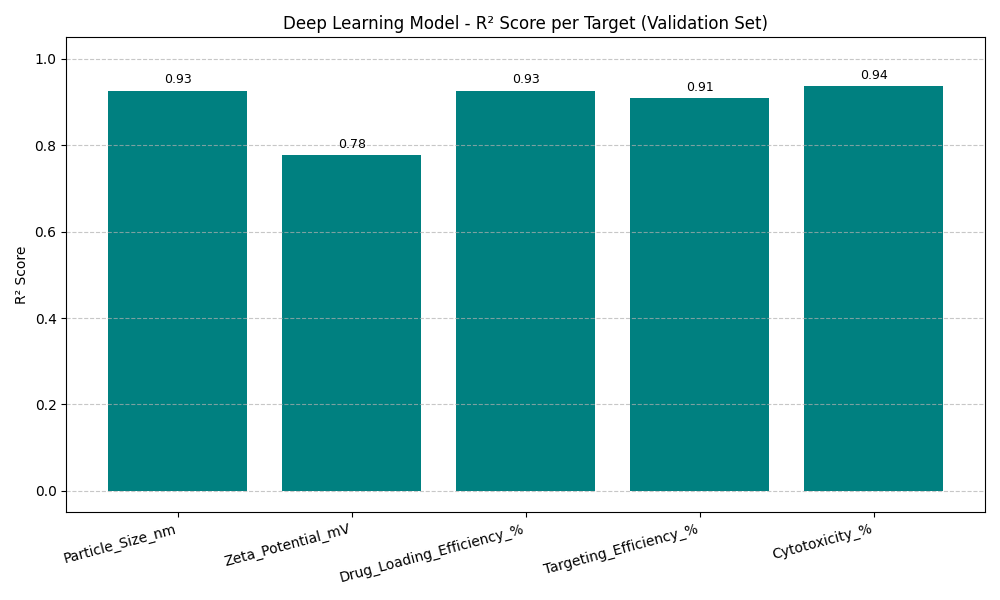 Deep Learning Model - R² Score per Target (Validation Set)
R² Score
1.0
0.8
0.6
0.4
0.2
0.0
0.93
0.78
0.93
0.91
0.94
Particle_Size_nm
Zeta_Potential_mV
Drug_Loading_Efficiency_%
Targeting_Efficiency_%
Cytotoxicity_%